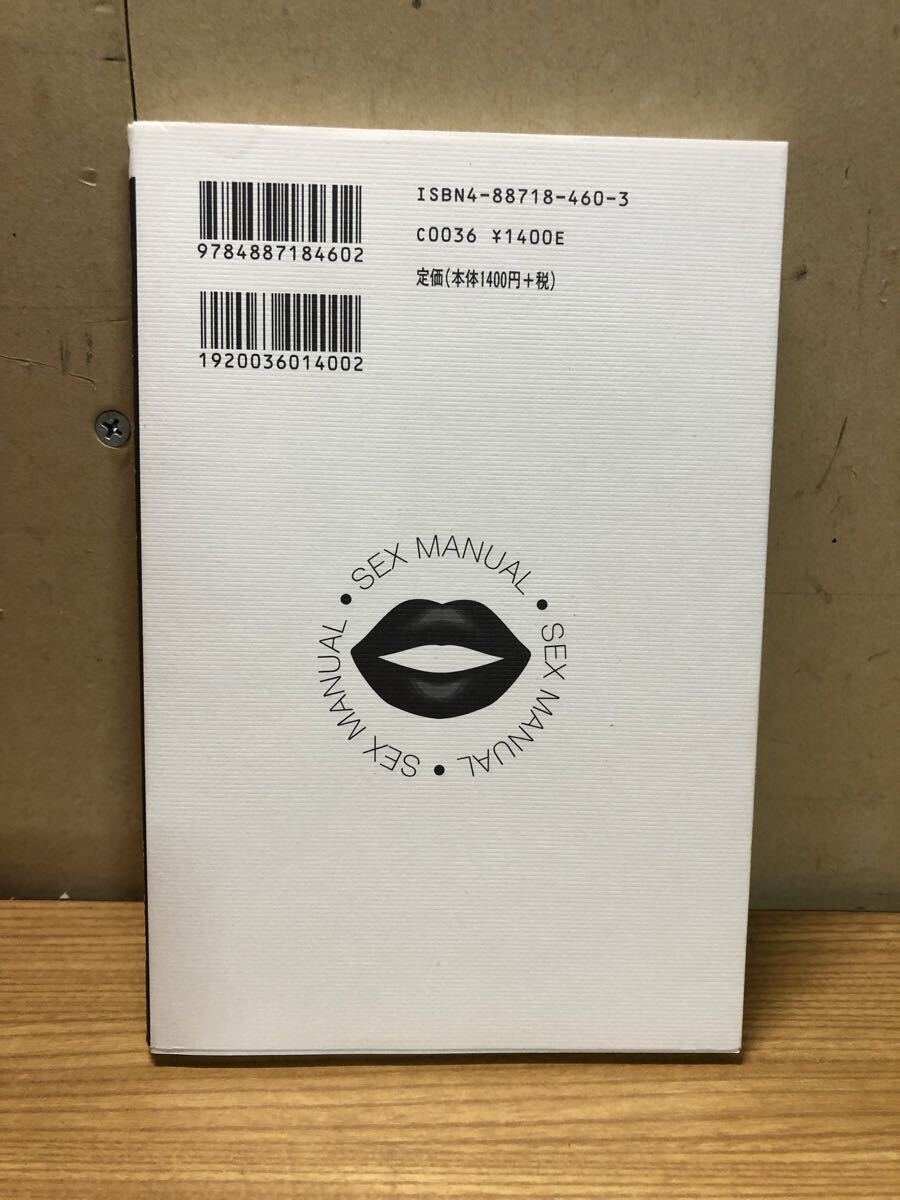 ISBN4-88718-460-3
9784887184602
C0036 ¥1400E
定価(本体1400円+税)
1920036014002
SEX MANUAL • SEX MANUAL • SEX MANUAL •